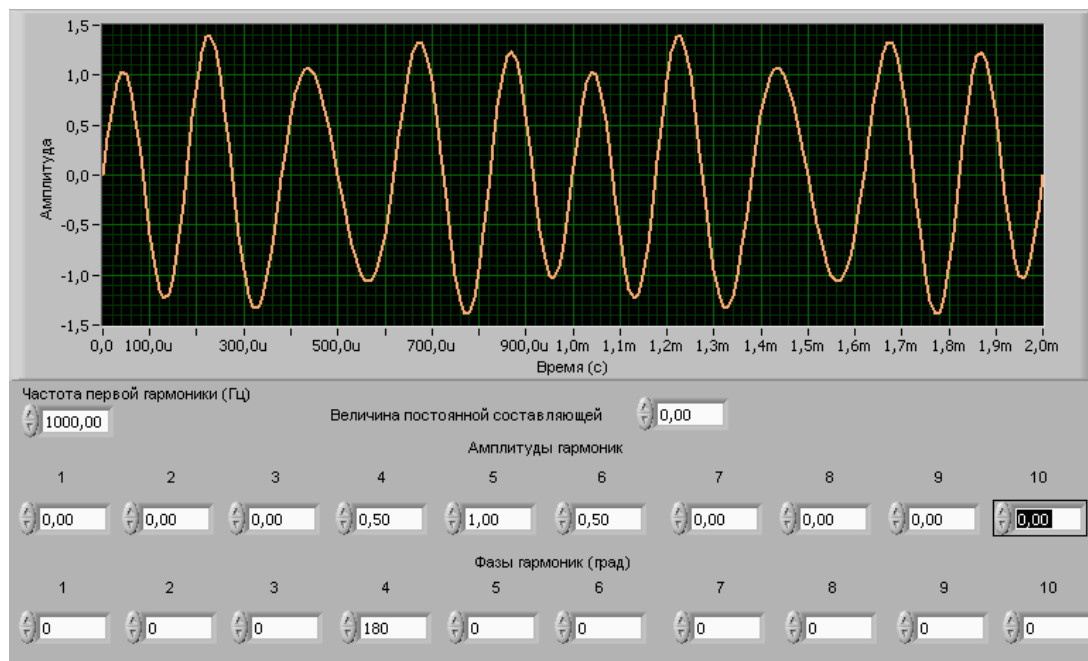 1,5
1,0
0,5
0,0
-0,5
-1,0
-1,5
Амплитуда
0,0 100,0u 300,0u 500,0u 700,0u 900,0u 1,0m 1,1m 1,2m 1,3m 1,4m 1,5m 1,6m 1,7m 1,8m 1,9m 2,0m
Время (с)
Частота первой гармоники (Гц)
1000,00
Величина постоянной составляющей 0,00
Амплитуды гармоник
1 2 3 4 5 6 7 8 9 10
0,00 0,00 0,00 0,50 1,00 0,50 0,00 0,00 0,00 0,00
Фазы гармоник (град)
1 2 3 4 5 6 7 8 9 10
0 0 0 180 0 0 0 0 0 0